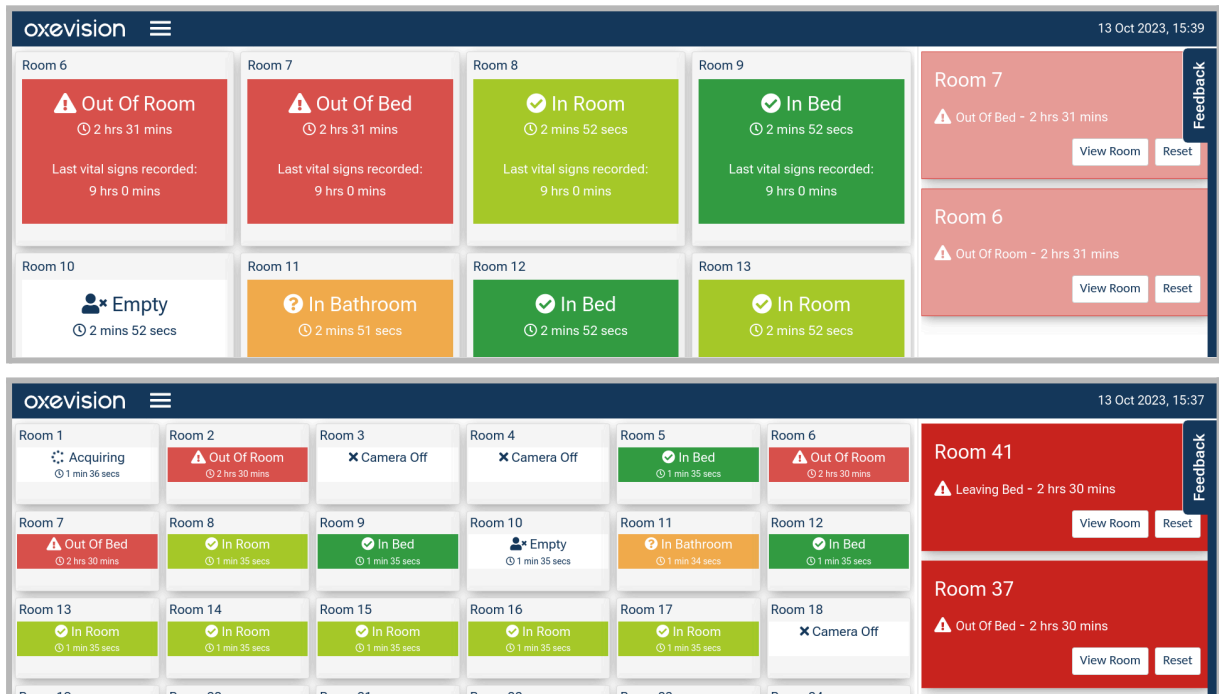 oxevision
13 Oct 2023, 15:39
Room 6
Out Of Room
2 hrs 31 mins
Last vital signs recorded:
9 hrs 0 mins
Room 7
Out Of Bed
2 hrs 31 mins
Last vital signs recorded:
9 hrs 0 mins
Room 8
In Room
2 mins 52 secs
Last vital signs recorded:
9 hrs 0 mins
Room 9
In Bed
2 mins 52 secs
Last vital signs recorded:
9 hrs 0 mins
Room 10
Empty
2 mins 52 secs
Room 11
In Bathroom
2 mins 51 secs
Room 12
In Bed
2 mins 52 secs
Room 13
In Room
2 mins 52 secs
Room 7
Out Of Bed - 2 hrs 31 mins
View Room Reset
Room 6
Out Of Room - 2 hrs 31 mins
View Room Reset
Feedback
oxevision
13 Oct 2023, 15:37
Room 1
Acquiring
1 min 36 secs
Room 2
Out Of Room
2 hrs 30 mins
Room 3
Camera Off
Room 4
Camera Off
Room 5
In Bed
1 min 35 secs
Room 6
Out Of Room
2 hrs 30 mins
Room 7
Out Of Bed
2 hrs 30 mins
Room 8
In Room
1 min 35 secs
Room 9
In Bed
1 min 35 secs
Room 10
Empty
1 min 35 secs
Room 11
In Bathroom
1 min 34 secs
Room 12
In Bed
1 min 35 secs
Room 13
In Room
1 min 35 secs
Room 14
In Room
1 min 35 secs
Room 15
In Room
1 min 35 secs
Room 16
In Room
1 min 35 secs
Room 17
In Room
1 min 35 secs
Room 18
Camera Off
Room 41
Leaving Bed - 2 hrs 30 mins
View Room Reset
Room 37
Out Of Bed - 2 hrs 30 mins
View Room Reset
Feedback